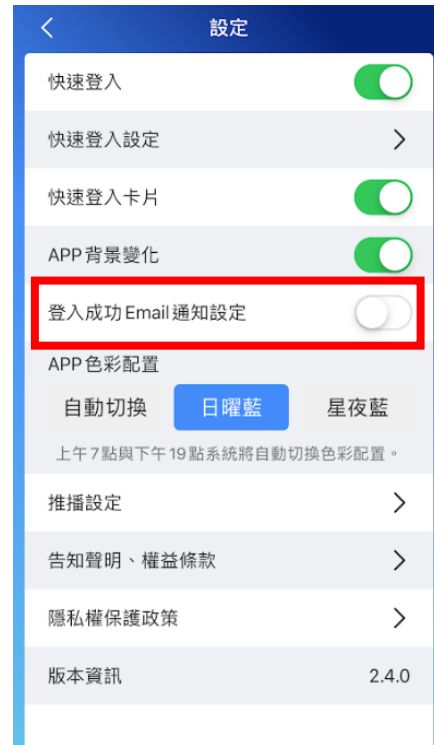 設定
快速登入
快速登入設定
快速登入卡片
APP背景變化
登入成功Email通知設定
APP色彩配置
自動切換 日曜藍 星夜藍
上午7點與下午19點系統將自動切換色彩配置。
推播設定
告知聲明、權益條款
隱私權保護政策
版本資訊 2.4.0